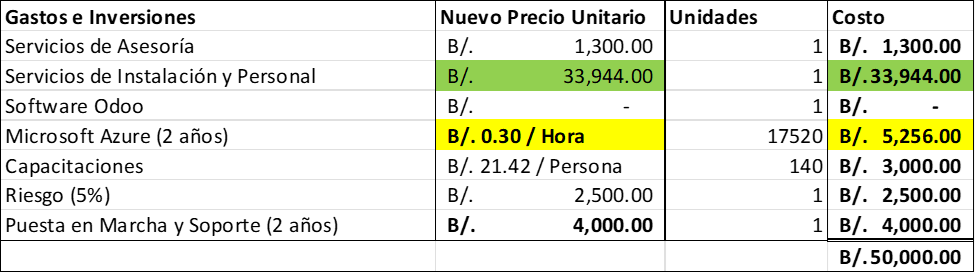 Gastos e Inversiones Nuevo Precio Unitario Unidades Costo
Servicios de Asesoría B/. 1,300.00 1 B/. 1,300.00
Servicios de Instalación y Personal B/. 33,944.00 1 B/. 33,944.00
Software Odoo B/. - 1 B/. -
Microsoft Azure (2 años) B/. 0.30 / Hora 17520 B/. 5,256.00
Capacitaciones B/. 21.42 / Persona 140 B/. 3,000.00
Riesgo (5%) B/. 2,500.00 1 B/. 2,500.00
Puesta en Marcha y Soporte (2 años) B/. 4,000.00 1 B/. 4,000.00
B/. 50,000.00